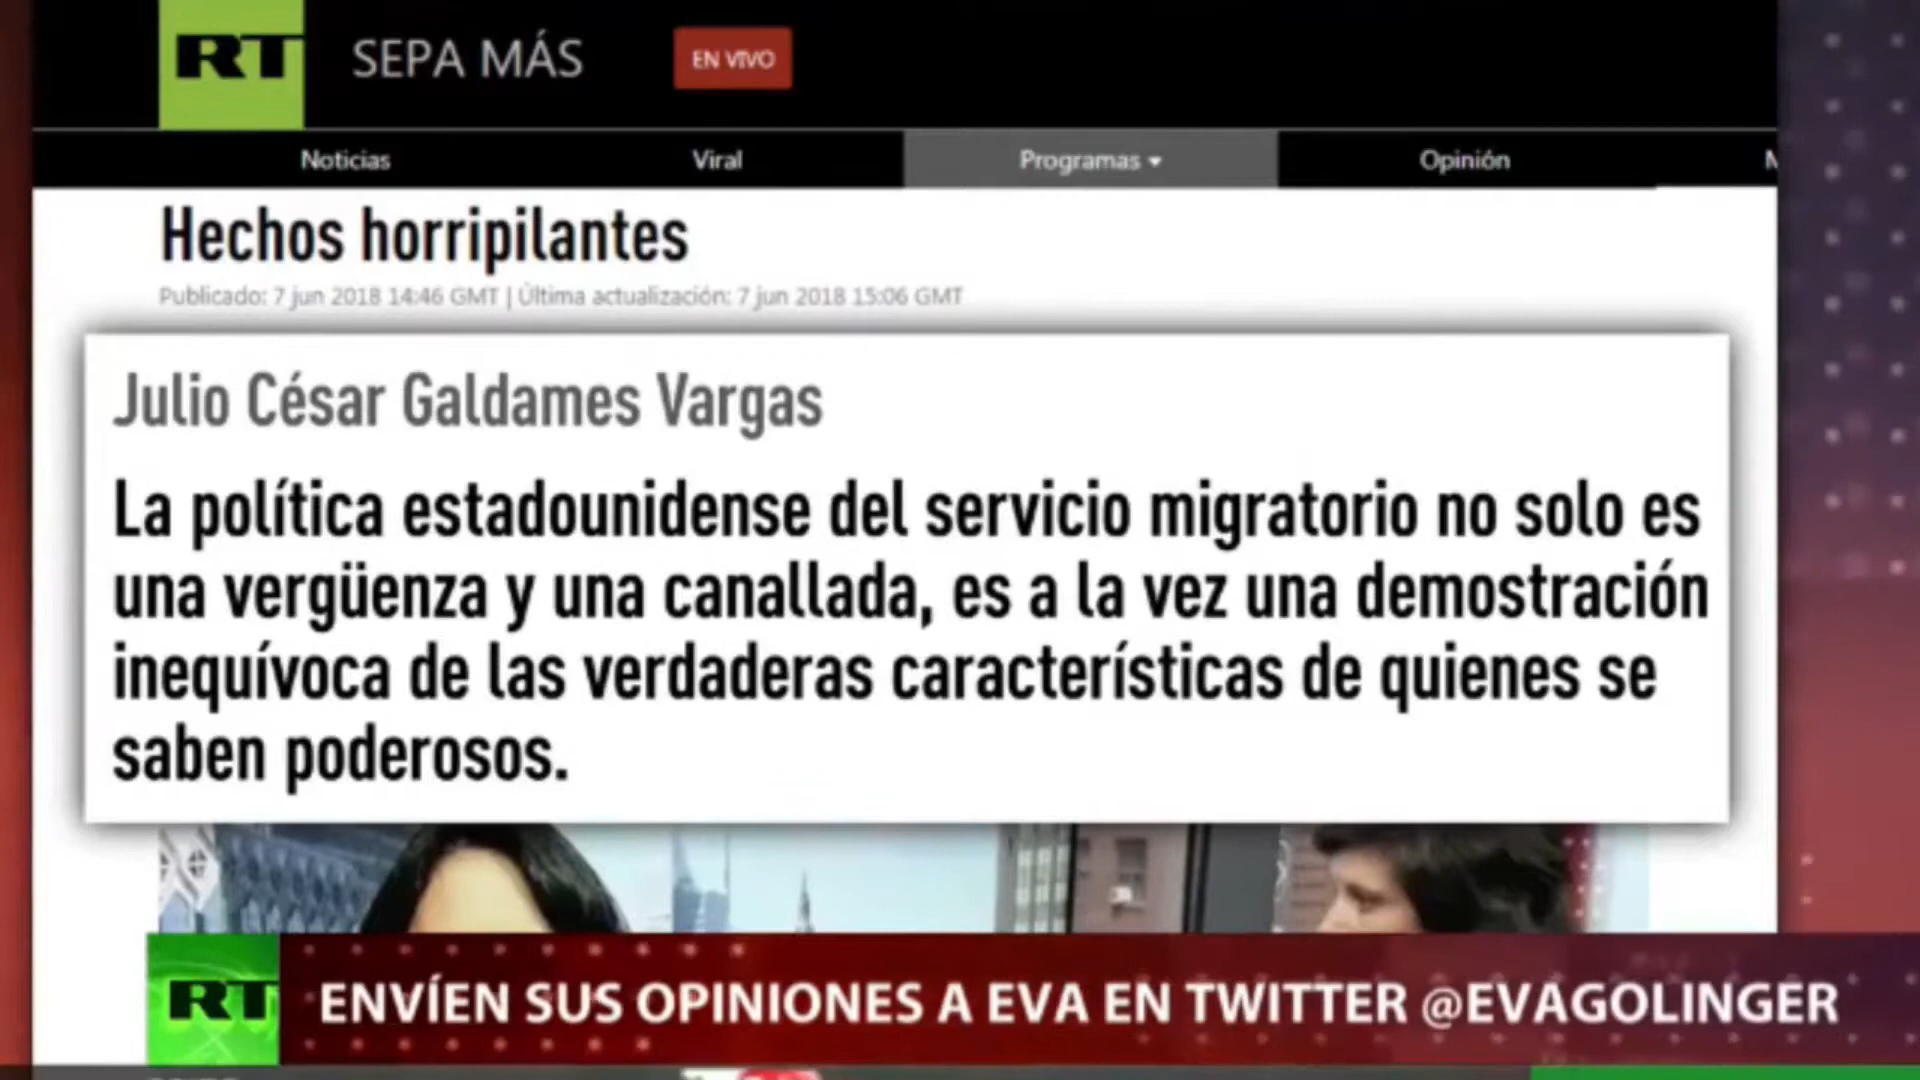 RT SEPA MÁS EN VIVO
Noticias Viral Programas Opinión
Hechos horripilantes
Publicado: 7 jun 2018 14:46 GMT | Última actualización: 7 jun 2018 15:06 GMT
Julio César Galdames Vargas
La política estadounidense del servicio migratorio no solo es
una vergüenza y una canallada, es a la vez una demostración
inequívoca de las verdaderas características de quienes se
saben poderosos.
RT ENVÍEN SUS OPINIONES A EVA EN TWITTER @EVAGOLINGER